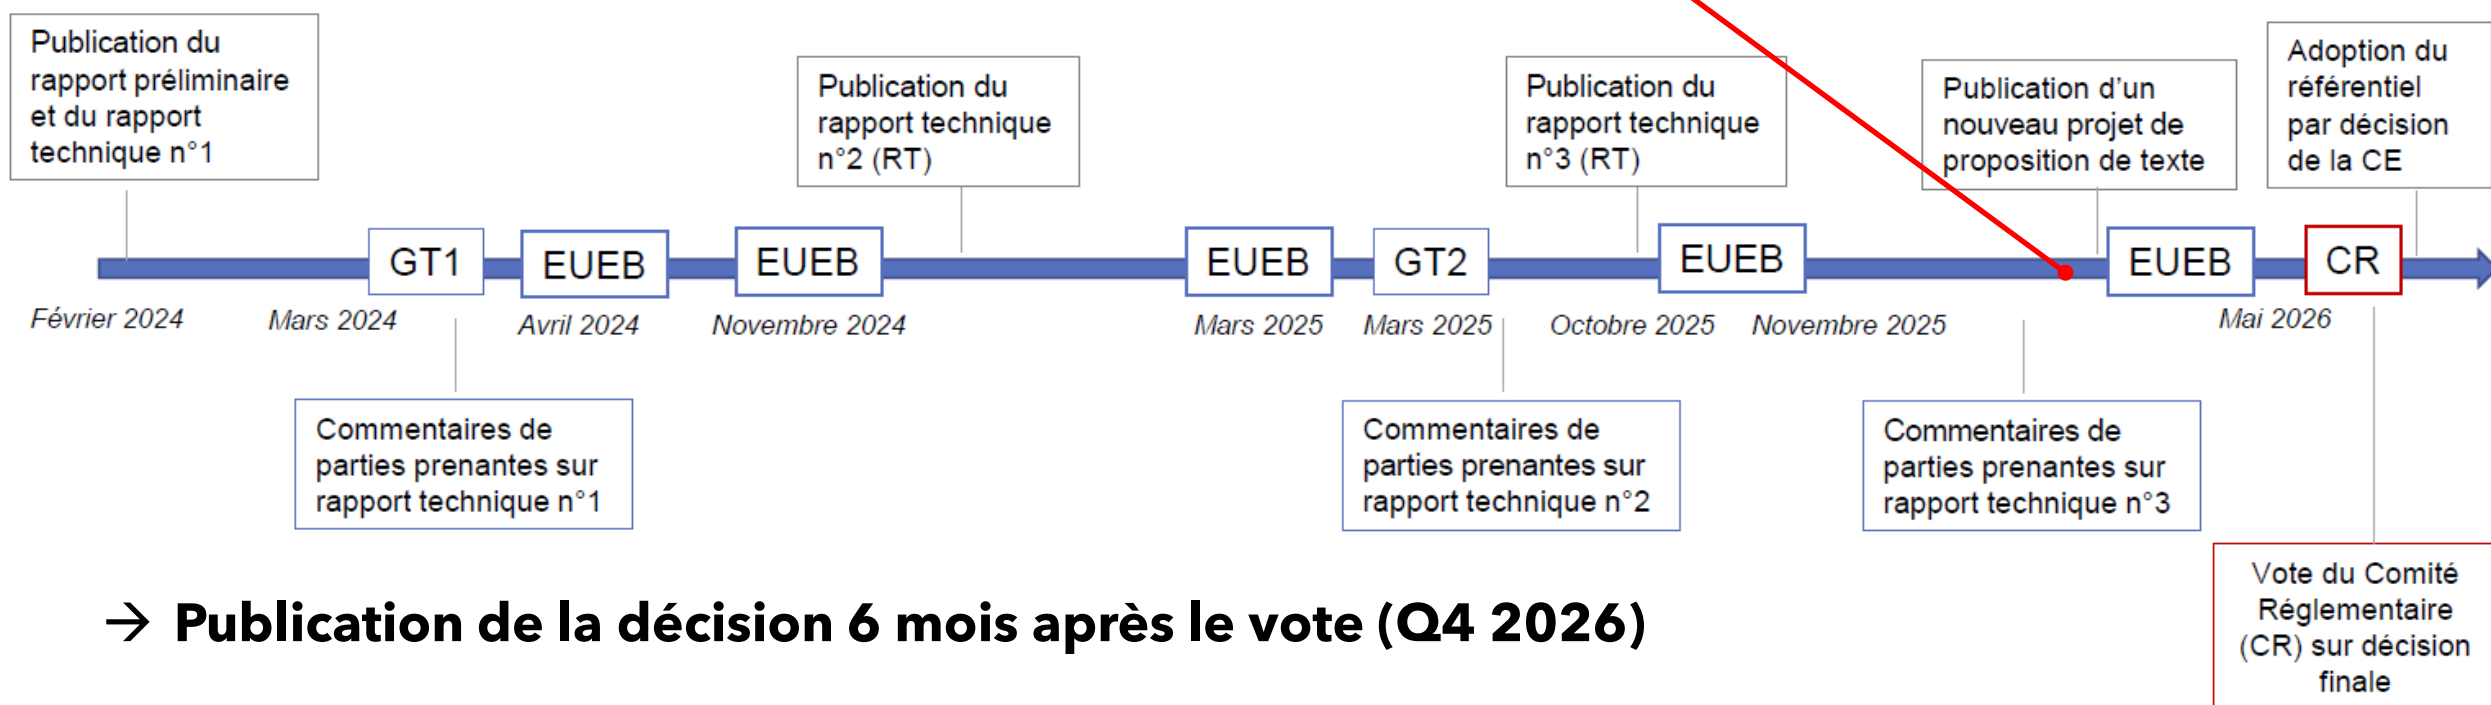 Publication du
rapport préliminaire
et du rapport
technique n°1
Publication du
rapport technique
n°2 (RT)
Publication du
rapport technique
n°3 (RT)
Publication d’un
nouveau projet de
proposition de texte
Adoption du
référentiel
par décision
de la CE
GT1
EUEB
EUEB
EUEB
GT2
EUEB
EUEB
CR
Février 2024
Mars 2024
Avril 2024
Novembre 2024
Mars 2025
Mars 2025
Octobre 2025
Novembre 2025
Mai 2026
Commentaires de
parties prenantes sur
rapport technique n°1
Commentaires de
parties prenantes sur
rapport technique n°2
Commentaires de
parties prenantes sur
rapport technique n°3
Vote du Comité
Réglementaire
(CR) sur décision
finale
→ Publication de la décision 6 mois après le vote (Q4 2026)